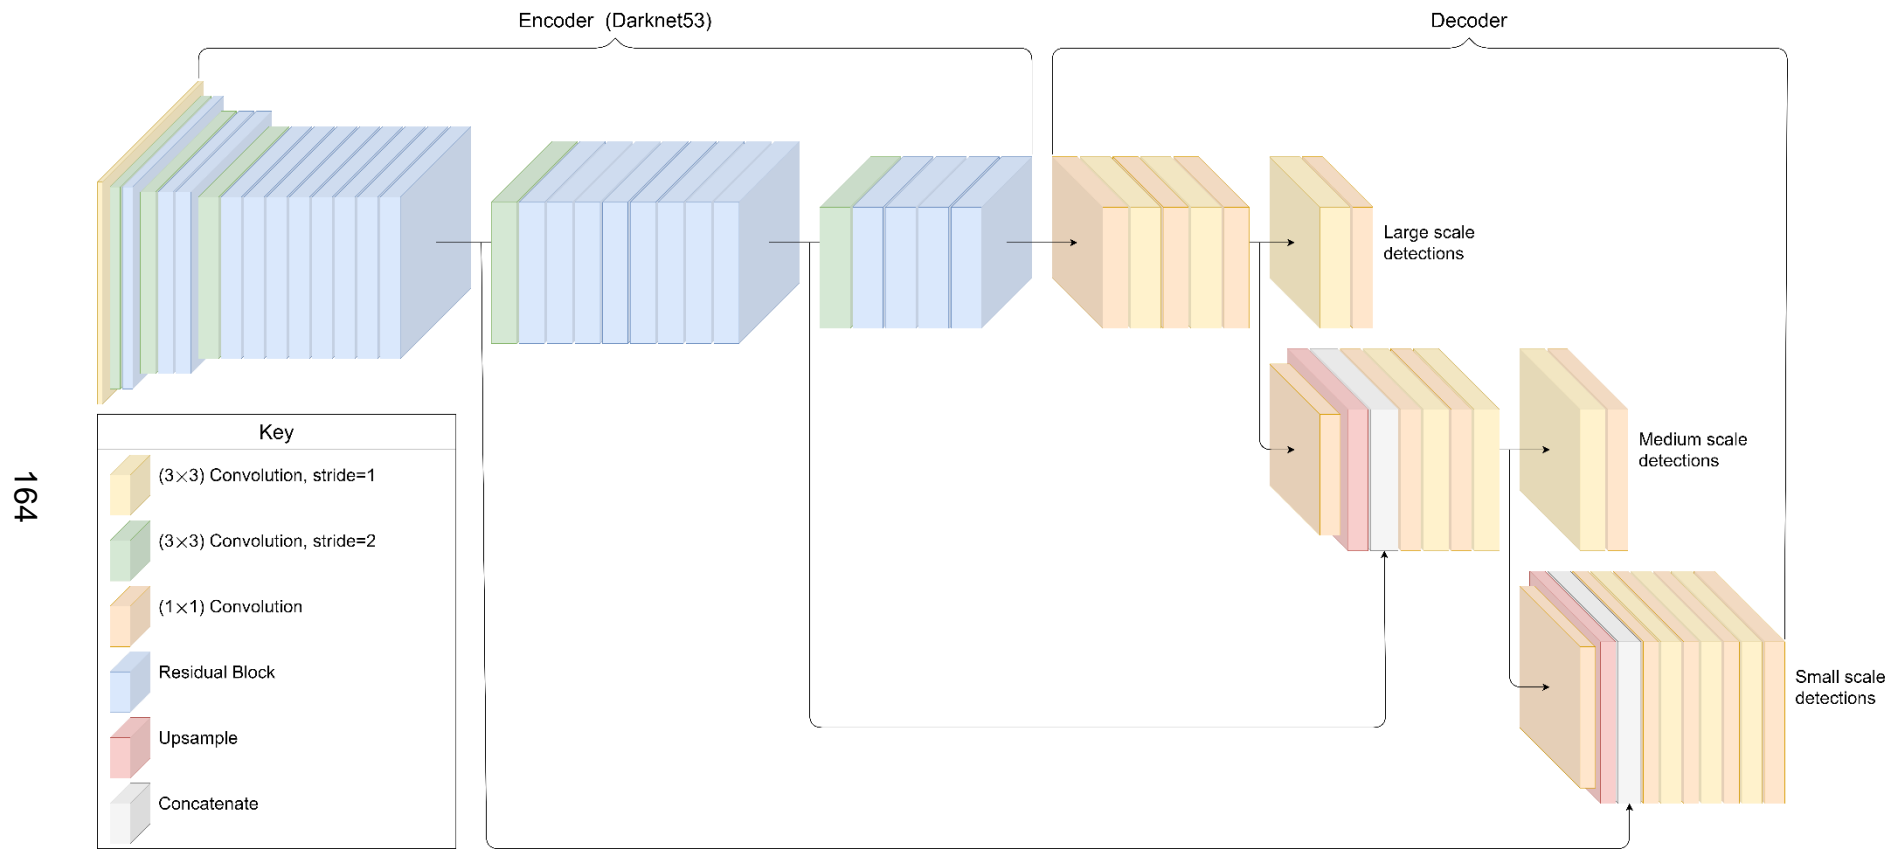 Encoder (Darknet53)
Decoder
Large scale
detections
Medium scale
detections
Small scale
detections
Key
(3×3) Convolution, stride=1
(3×3) Convolution, stride=2
(1×1) Convolution
Residual Block
Upsample
Concatenate
164